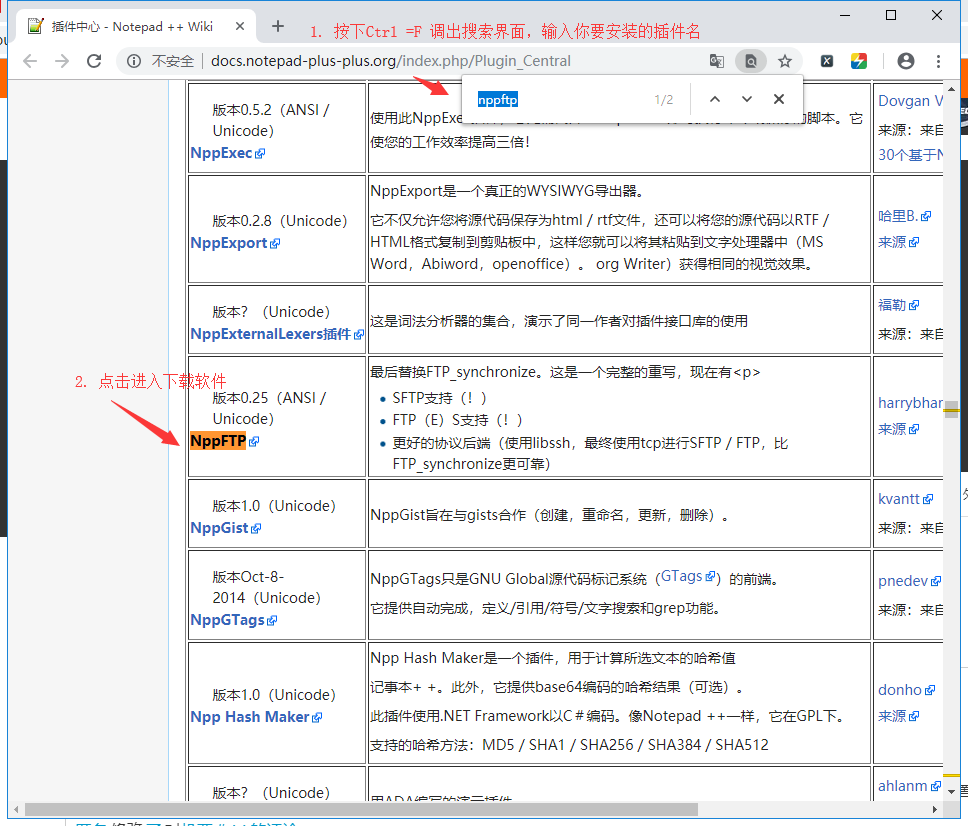 插件中心 - Notepad ++ Wiki
1. 按下Ctrl =F 调出搜索界面，输入你要安装的插件名
不安全 docs.notepad-plus-plus.org/index.php/Plugin_Central
nppftp 1/2
版本0.5.2（ANSI /
Unicode）
NppExec
使用此NppExe
的脚本。它
使您的工作效率提高三倍！
Dovgan V
来源：来自
30个基于N
版本0.2.8（Unicode）
NppExport
NppExport是一个真正的WYSIWYG导出器。
它不仅允许您将源代码保存为html / rtf文件，还可以将您的源代码以RTF /
HTML格式复制到剪贴板中，这样您就可以将其粘贴到文字处理器中（MS
Word，Abiword，openoffice）。 org Writer）获得相同的视觉效果。
哈里B.
来源
版本？（Unicode）
NppExternalLexers插件
这是词法分析器的集合，演示了同一作者对插件接口库的使用
福勒
来源：来自
2. 点击进入下载软件
版本0.25（ANSI /
Unicode）
NppFTP
最后替换FTP_synchronize。这是一个完整的重写，现在有<p>
SFTP支持（！）
FTP（E）S支持（！）
更好的协议后端（使用libssh，最终使用tcp进行SFTP / FTP，比
FTP_synchronize更可靠）
harrybhar
来源
版本1.0（Unicode）
NppGist
NppGist旨在与gists合作（创建，重命名，更新，删除）。
kvantt
来源：来自
版本Oct-8-
2014（Unicode）
NppGTags
NppGTags只是GNU Global源代码标记系统（GTags）的前端。
它提供自动完成，定义/引用/符号/文字搜索和grep功能。
pnedev
来源：来自
版本1.0（Unicode）
Npp Hash Maker
Npp Hash Maker是一个插件，用于计算所选文本的哈希值
记事本+ +。此外，它提供base64编码的哈希结果（可选）。
此插件使用.NET Framework以C＃编码。像Notepad ++一样，它在GPL下。
支持的哈希方法：MD5 / SHA1 / SHA256 / SHA384 / SHA512
donho
来源
版本？（Unicode）
用ADA编写的演示插件
ahlanm